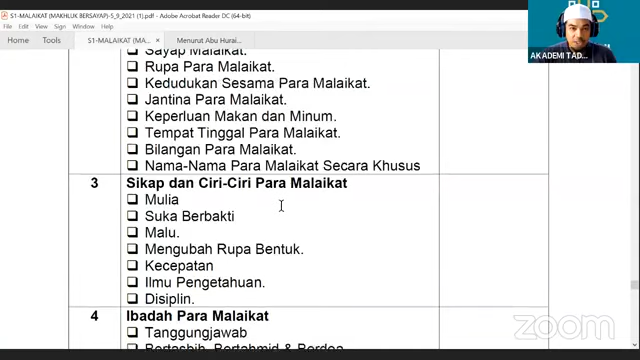 S1-MALAIKAT (MAKHLUK BERSAYAP)-5_9_2021 (1).pdf - Adobe Acrobat Reader DC (64-bit)
File Edit View Sign Window Help
Home Tools S1-MALAIKAT (MA... × Menurut Abu Hurai...
AKADEMI TAD...
Sayap Malaikat.
Rupa Para Malaikat.
Kedudukan Sesama Para Malaikat.
Jantina Para Malaikat.
Keperluan Makan dan Minum.
Tempat Tinggal Para Malaikat.
Bilangan Para Malaikat.
Nama-Nama Para Malaikat Secara Khusus
3 Sikap dan Ciri-Ciri Para Malaikat
Mulia
Suka Berbakti
Malu.
Mengubah Rupa Bentuk.
Kecepatan
Ilmu Pengetahuan.
Disiplin.
4 Ibadah Para Malaikat
Tanggungjawab
Bertasbih, Bertahmid & Berdoa
zoom